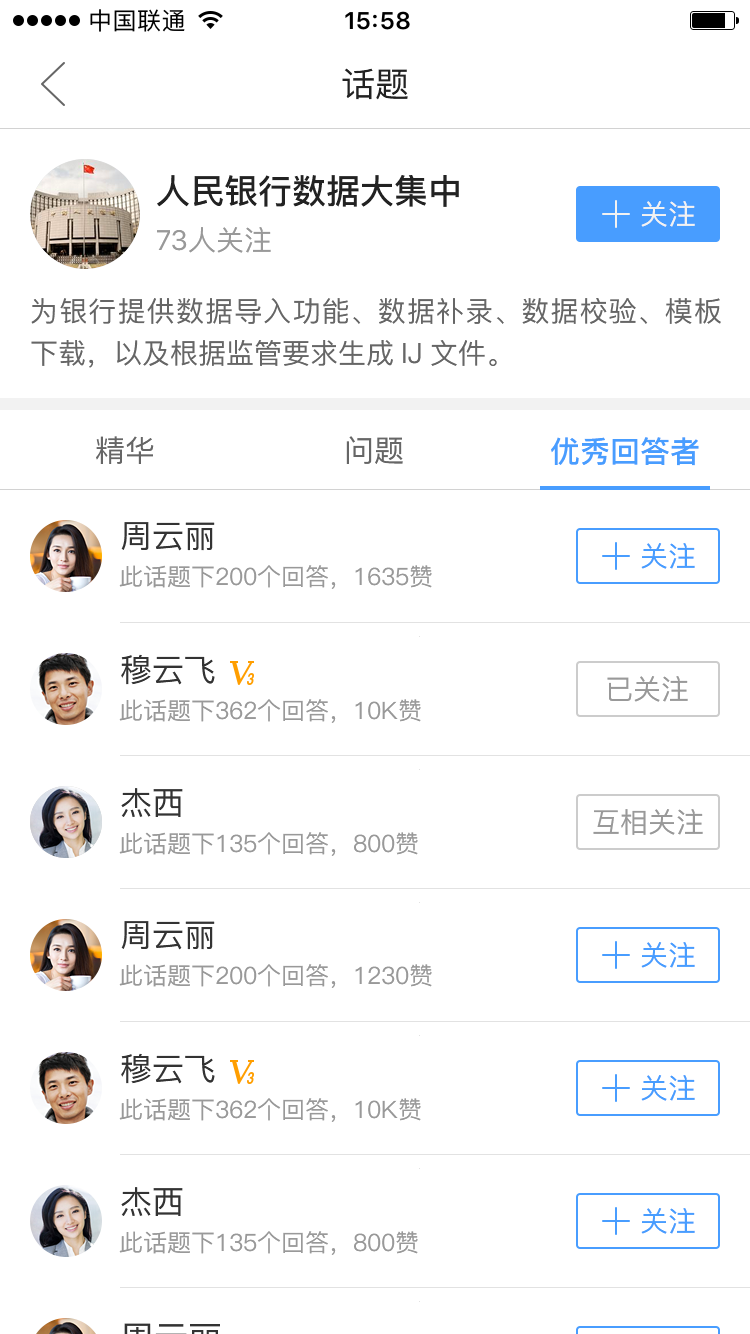 中国联通 15:58
话题
人民银行数据大集中
73人关注
关注
为银行提供数据导入功能、数据补录、数据校验、模板
下载，以及根据监管要求生成 IJ 文件。
精华 问题 优秀回答者
周云丽
此话题下200个回答，1635赞
关注
穆云飞 V3
此话题下362个回答，10K赞
已关注
杰西
此话题下135个回答，800赞
互相关注
周云丽
此话题下200个回答，1230赞
关注
穆云飞 V3
此话题下362个回答，10K赞
关注
杰西
此话题下135个回答，800赞
关注